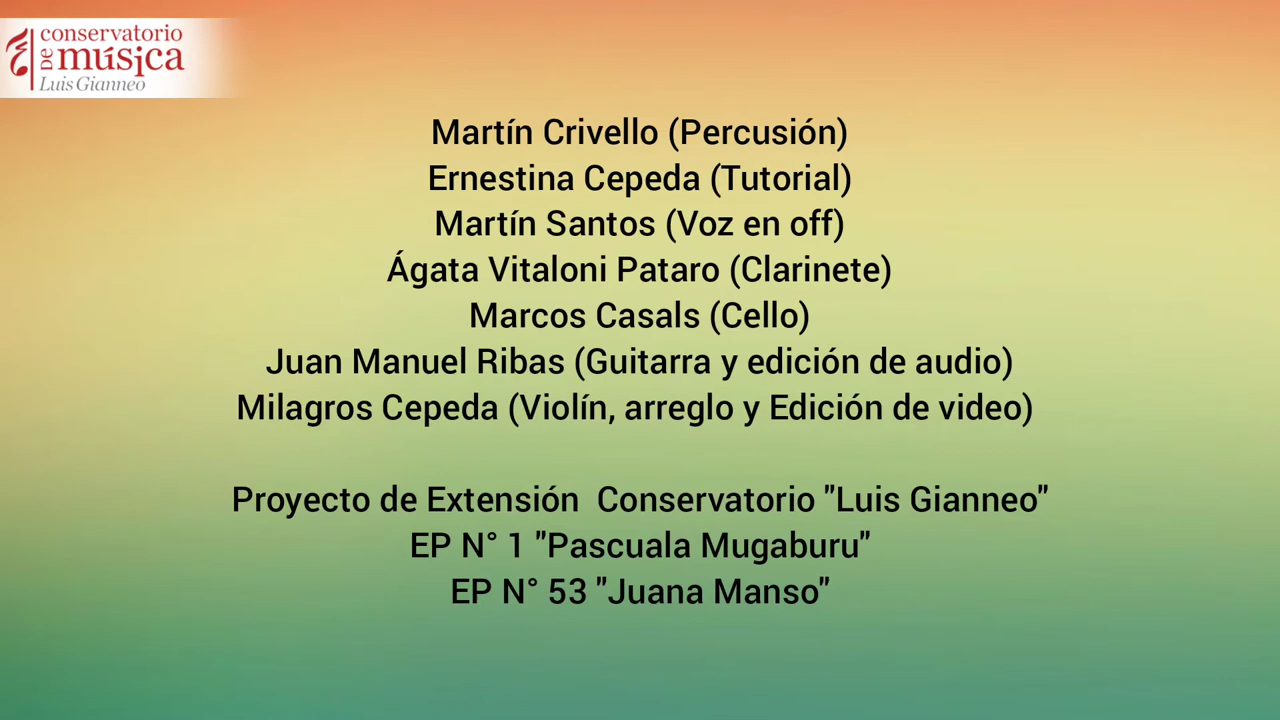 conservatorio
DE música
Luis Gianneo
Martín Crivello (Percusión)
Ernestina Cepeda (Tutorial)
Martín Santos (Voz en off)
Ágata Vitaloni Pataro (Clarinete)
Marcos Casals (Cello)
Juan Manuel Ribas (Guitarra y edición de audio)
Milagros Cepeda (Violín, arreglo y Edición de video)
Proyecto de Extensión  Conservatorio "Luis Gianneo"
EP N° 1 "Pascuala Mugaburu"
EP N° 53 "Juana Manso"